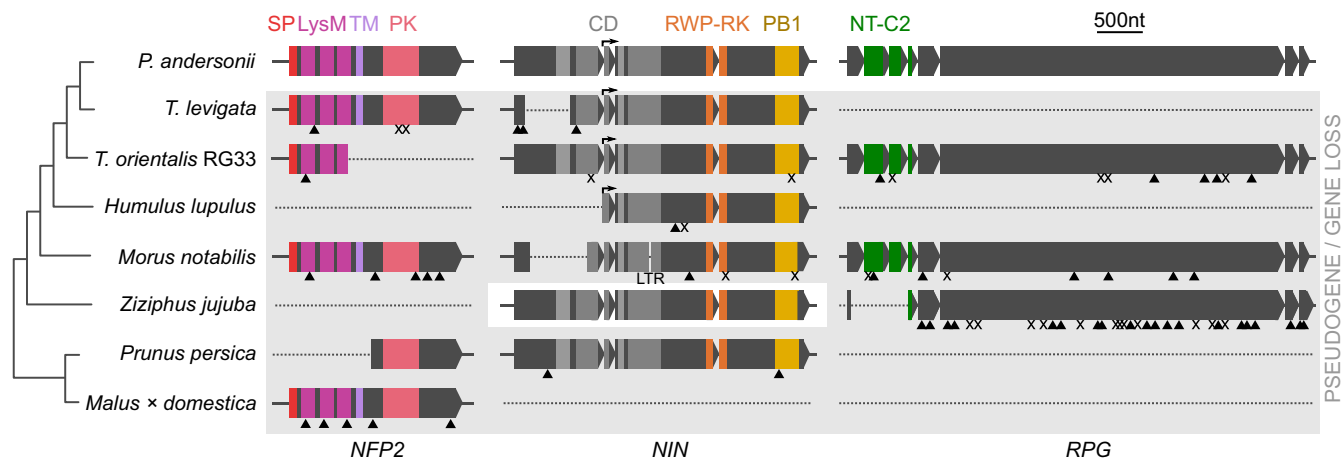 SP LysM TM PK CD RWP-RK PB1 NT-C2 500nt
P. andersonii
T. levigata
x x
T. orientalis RG33
x x x x x x
Humulus lupulus
x
Morus notabilis
LTR x x x x
Ziziphus jujuba
Prunus persica
Malus × domestica
NFP2 NIN RPG
PSEUDOGENE / GENE LOSS